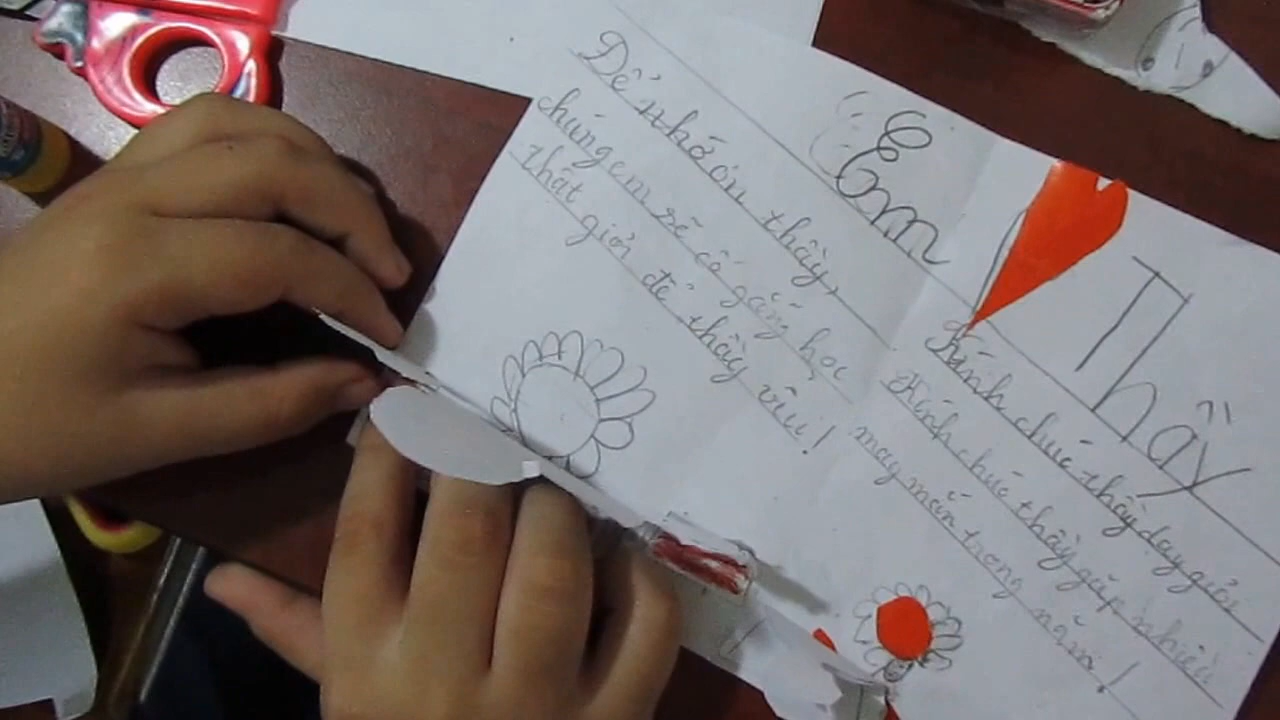 Em Thầy
Để nhớ ơn thầy,
chúng em sẽ cố gắng học
thật giỏi để thầy vui!
Kính chúc thầy dạy giỏi
Kính chúc thầy gặp nhiều
may mắn trong năm!